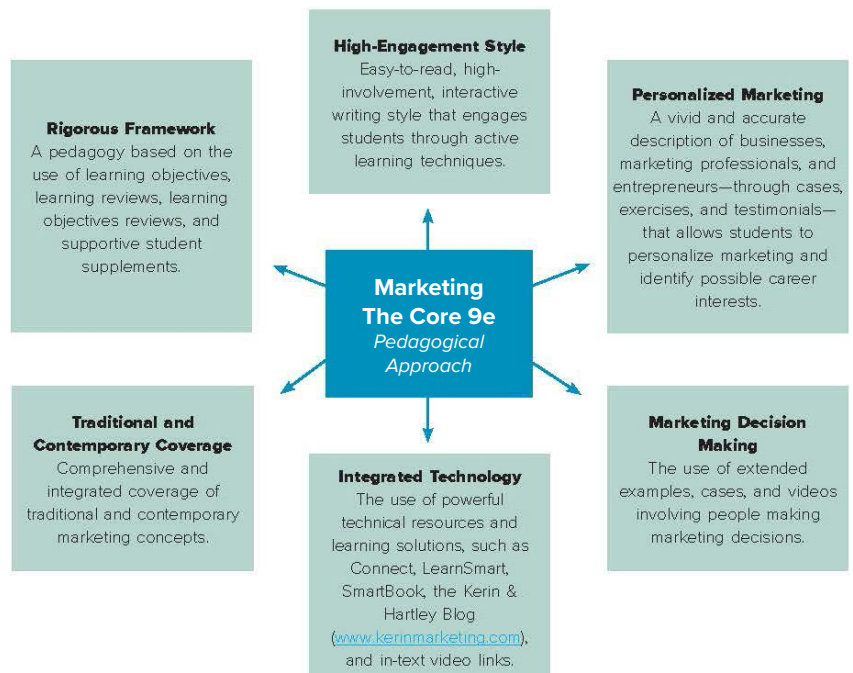 High-Engagement Style
Easy-to-read, high-
involvement, interactive
writing style that engages
students through active
learning techniques.
Rigorous Framework
A pedagogy based on the
use of learning objectives,
learning reviews, learning
objectives reviews, and
supportive student
supplements.
Personalized Marketing
A vivid and accurate
description of businesses,
marketing professionals, and
entrepreneurs—through cases,
exercises, and testimonials—
that allows students to
personalize marketing and
identify possible career
interests.
Marketing
The Core 9e
Pedagogical
Approach
Traditional and
Contemporary Coverage
Comprehensive and
integrated coverage of
traditional and contemporary
marketing concepts.
Integrated Technology
The use of powerful
technical resources and
learning solutions, such as
Connect, LearnSmart,
SmartBook, the Kerin &
Hartley Blog
(www.kerinmarketing.com),
and in-text video links.
Marketing Decision
Making
The use of extended
examples, cases, and videos
involving people making
marketing decisions.